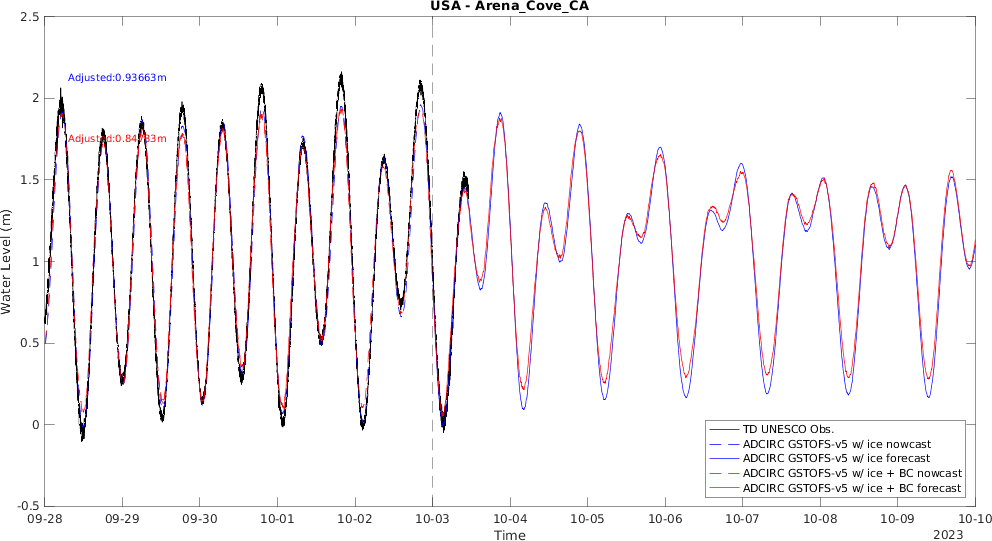 USA - Arena_Cove_CA
2.5
2
1.5
1
0.5
0
-0.5
Water Level (m)
Adjusted:0.93663m
09-28
09-29
09-30
10-01
10-02
10-03
10-04
10-05
10-06
10-07
10-08
10-09
10-10
Time
2023
TD UNESCO Obs.
ADCIRC GSTOFS-v5 w/ ice nowcast
ADCIRC GSTOFS-v5 w/ ice forecast
ADCIRC GSTOFS-v5 w/ ice + BC nowcast
ADCIRC GSTOFS-v5 w/ ice + BC forecast